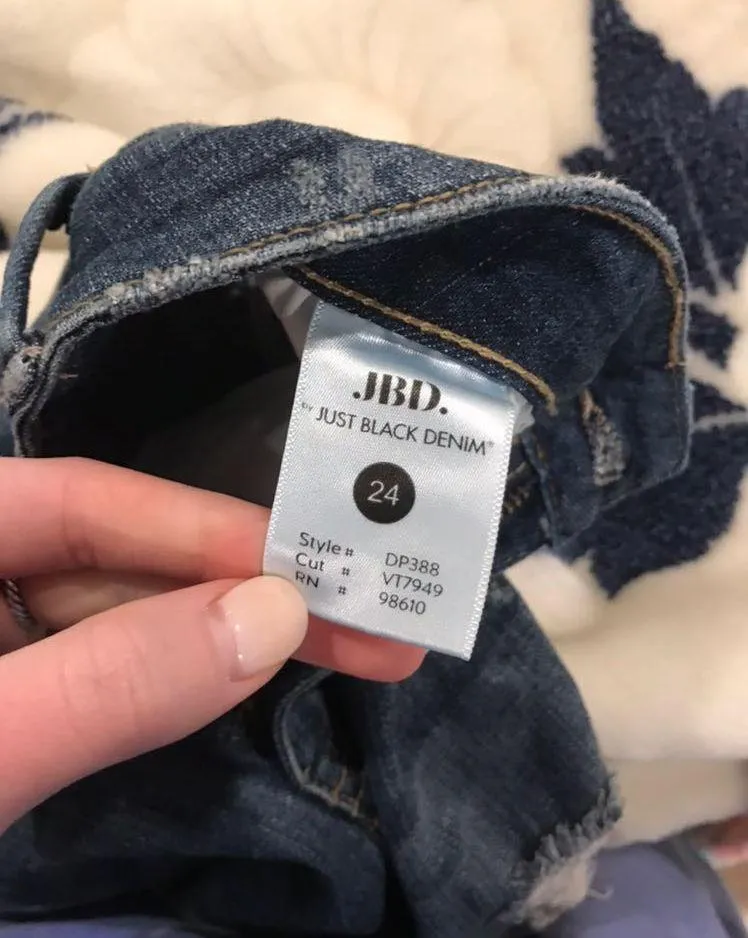 JBD.
BY JUST BLACK DENIM®
24
Style # DP388
Cut # VT7949
RN # 98610